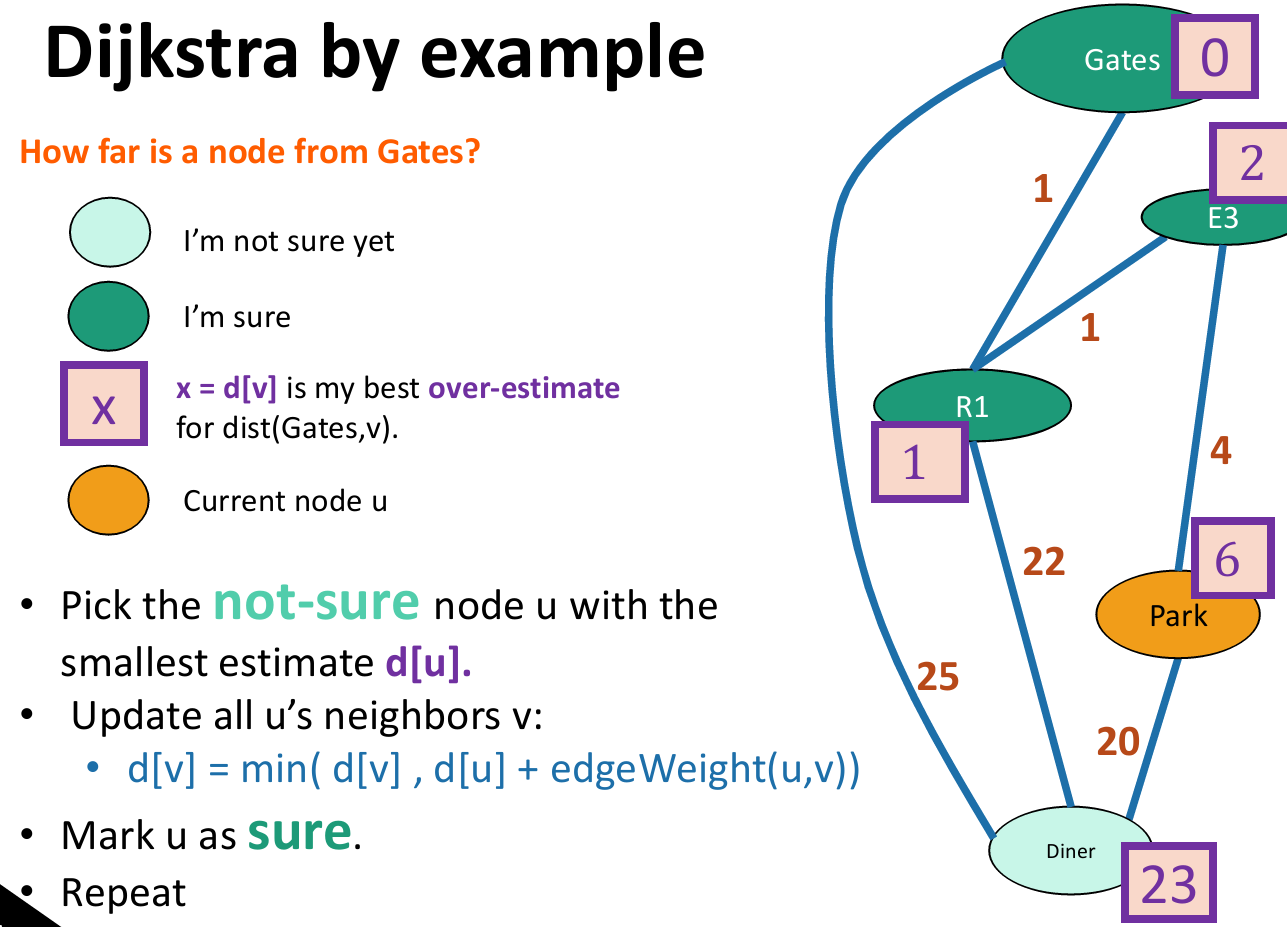 Dijkstra by example
How far is a node from Gates?
I'm not sure yet
I'm sure
x
x = d[v] is my best over-estimate
for dist(Gates,v).
Current node u
• Pick the not-sure node u with the
smallest estimate d[u].
• Update all u's neighbors v:
• d[v] = min( d[v] , d[u] + edgeWeight(u,v))
• Mark u as sure.
• Repeat
Gates
0
2
E3
1
1
R1
1
4
22
6
Park
25
20
Diner
23